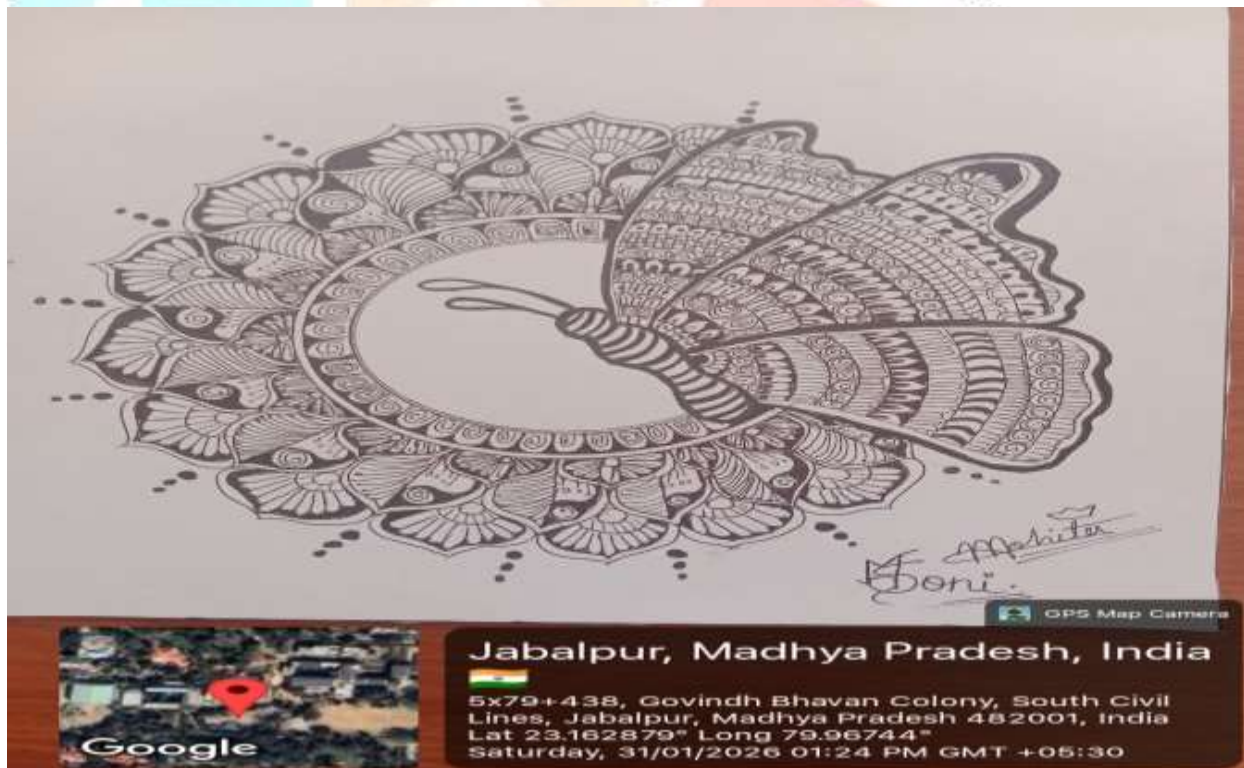 Soni.
GPS Map Camera
Jabalpur, Madhya Pradesh, India
5x79+438, Govindh Bhavan Colony, South Civil
Lines, Jabalpur, Madhya Pradesh 482001, India
Lat 23.162879° Long 79.96744°
Saturday, 31/01/2026 01:24 PM GMT +05:30
Google